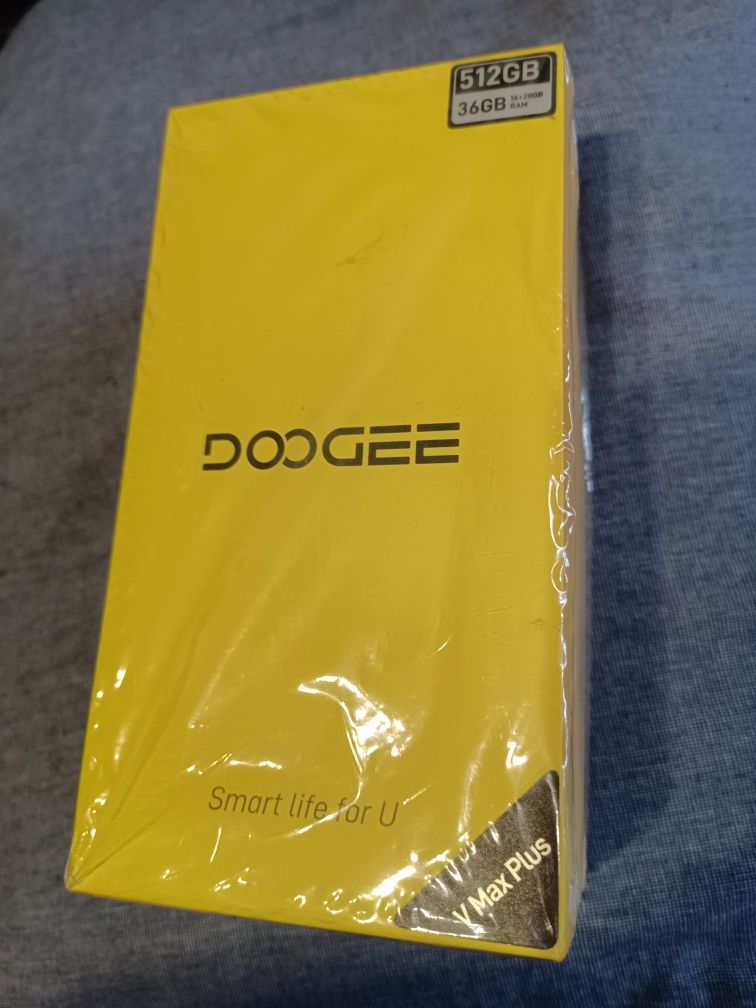 512GB
36GB 16+20GB
RAM
DOOGEE
Smart life for U
V Max Plus